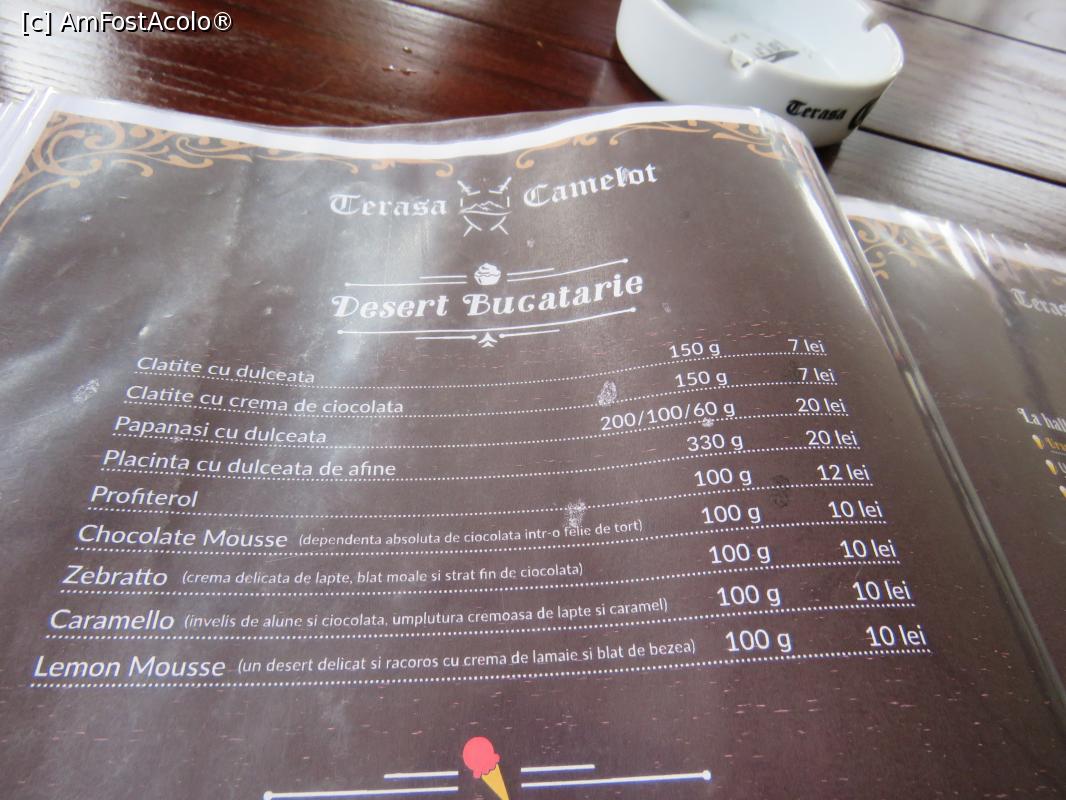 [c] AmFostAcolo®
Terasa
Terasa Camelot
Desert Bucatarie
Clatite cu dulceata 150 g 7 lei
Clatite cu crema de ciocolata 150 g 7 lei
Papanasi cu dulceata 200/100/60 g 20 lei
Placinta cu dulceata de afine 330 g 20 lei
Profiterol 100 g 12 lei
Chocolate Mousse (dependenta absoluta de ciocolata intr-o felie de tort) 100 g 10 lei
Zebratto (crema delicata de lapte, blat moale si strat fin de ciocolata) 100 g 10 lei
Caramello (invelis de alune si ciocolata, umplutura cremoasa de lapte si caramel) 100 g 10 lei
Lemon Mousse (un desert delicat si racoros cu crema de lamaie si blat de bezea) 100 g 10 lei